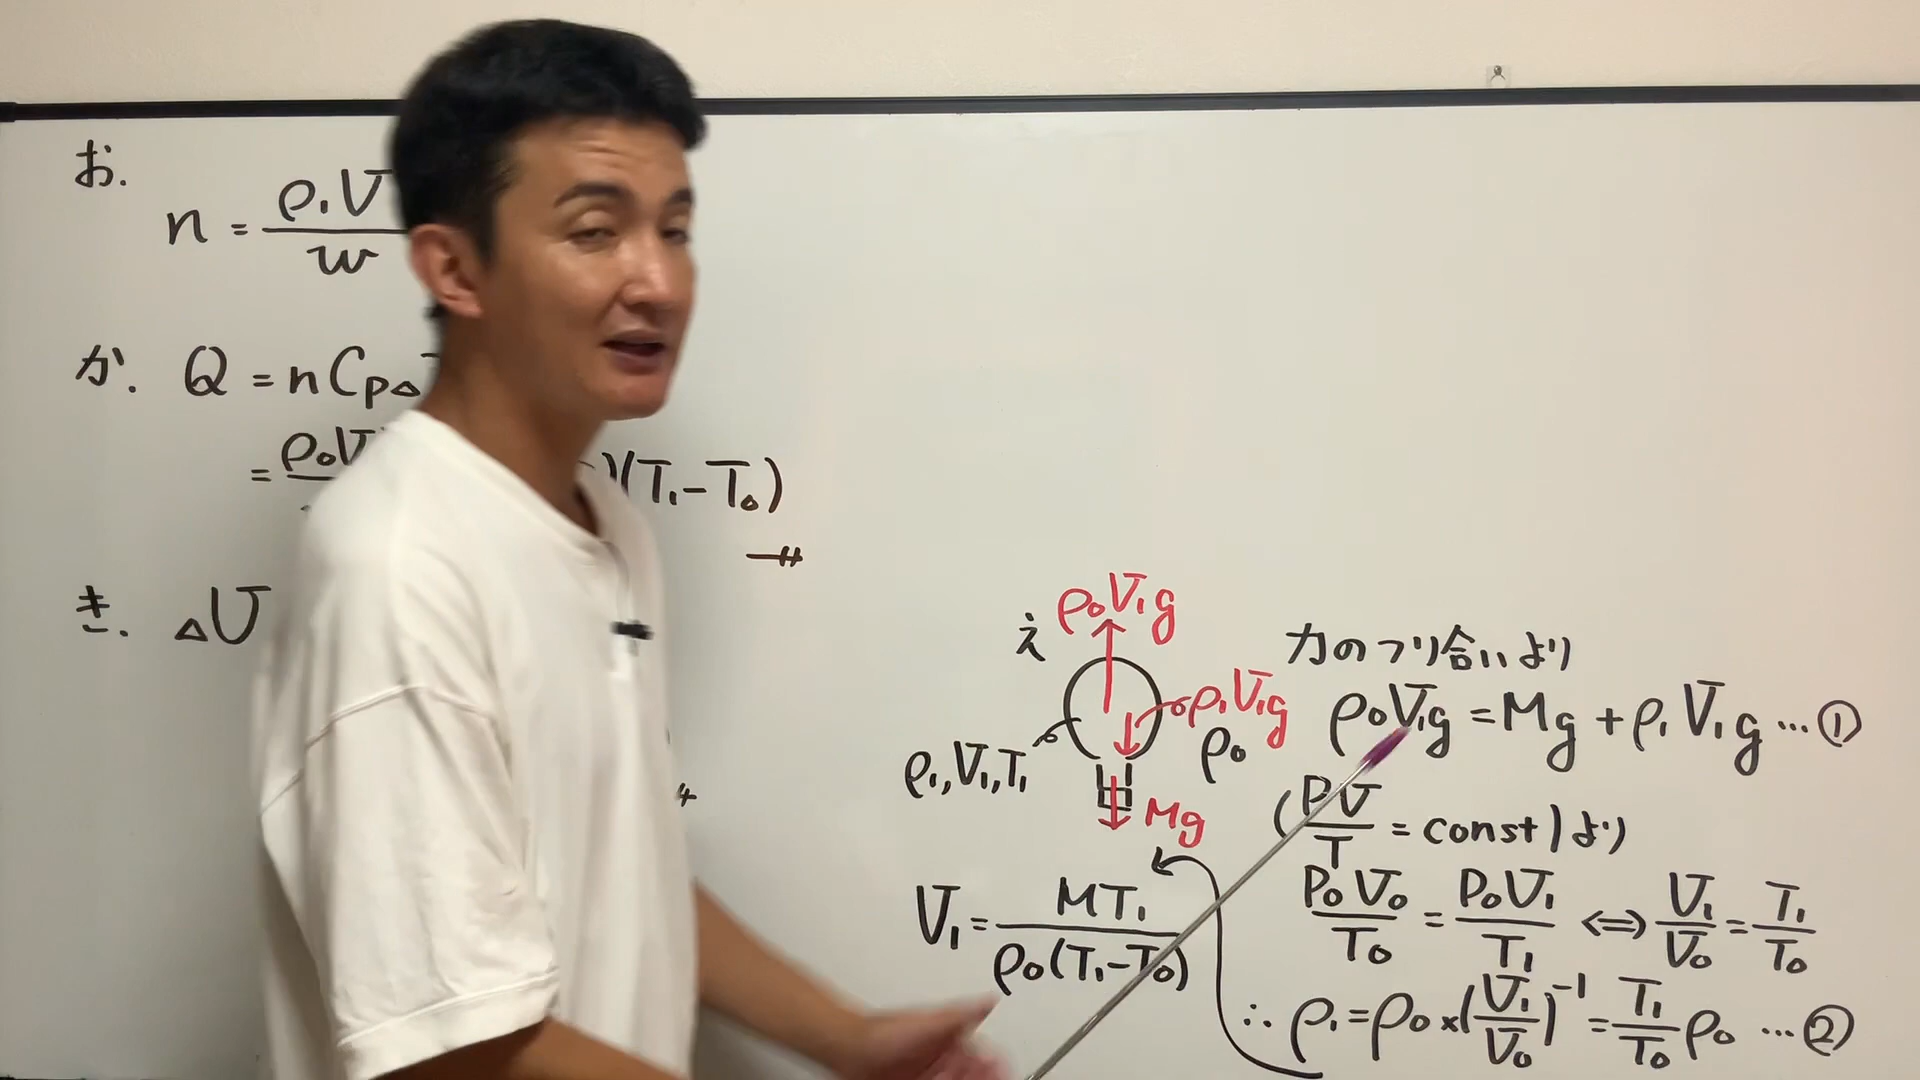 お.
n = ρ₁V / w
か. Q = nCpΔ
= ρ₀V )(T₁-T₀)
き. ΔU
え
ρ₀V₁g
ρ₁V₁g
ρ₀
ρ₁, V₁, T₁
Mg
V₁ = MT₁ / ρ₀(T₁-T₀)
力のつり合いより
ρ₀V₁g = Mg + ρ₁V₁g … ①
(PV/T = const)より
P₀V₀/T₀ = P₀V₁/T₁ ⇔ V₁/V₀ = T₁/T₀
∴ ρ₁ = ρ₀×(V₁/V₀)⁻¹ = T₁/T₀ ρ₀ … ②